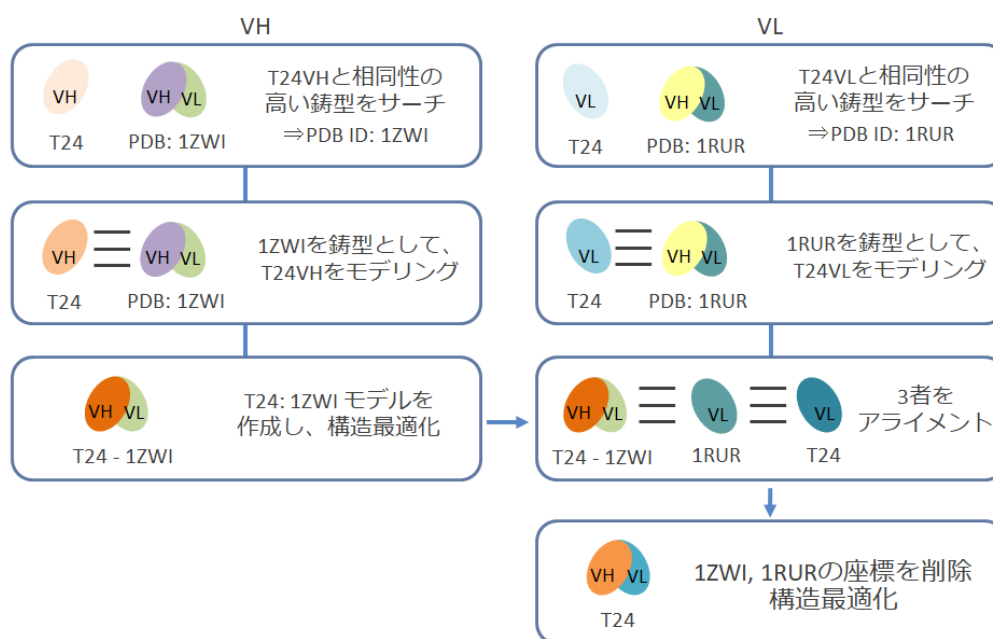 VH
VH
VH VL
T24
PDB: 1ZWI
T24VHと相同性の
高い鋳型をサーチ
⇒PDB ID: 1ZWI
VH
VH VL
T24
PDB: 1ZWI
1ZWIを鋳型として、
T24VHをモデリング
VH VL
T24 - 1ZWI
T24: 1ZWI モデルを
作成し、構造最適化
VL
VL
VH VL
T24
PDB: 1RUR
T24VLと相同性の
高い鋳型をサーチ
⇒PDB ID: 1RUR
VL
VH VL
T24
PDB: 1RUR
1RURを鋳型として、
T24VLをモデリング
VH VL
VL
VL
T24 - 1ZWI
1RUR
T24
3者を
アライメント
VH VL
T24
1ZWI, 1RURの座標を削除
構造最適化